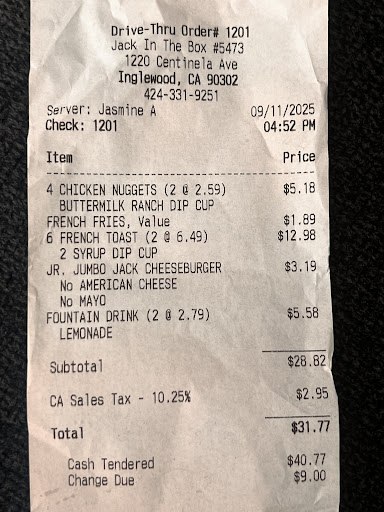 Drive-Thru Order# 1201
Jack In The Box #5473
1220 Centinela Ave
Inglewood, CA 90302
424-331-9251
Server: Jasmine A 09/11/2025
Check: 1201 04:52 PM
Item Price
4 CHICKEN NUGGETS (2 @ 2.59) $5.18
BUTTERMILK RANCH DIP CUP
FRENCH FRIES, Value $1.89
6 FRENCH TOAST (2 @ 6.49) $12.98
2 SYRUP DIP CUP
JR. JUMBO JACK CHEESEBURGER $3.19
No AMERICAN CHEESE
No MAYO
FOUNTAIN DRINK (2 @ 2.79) $5.58
LEMONADE
Subtotal $28.82
CA Sales Tax - 10.25% $2.95
Total $31.77
Cash Tendered $40.77
Change Due $9.00